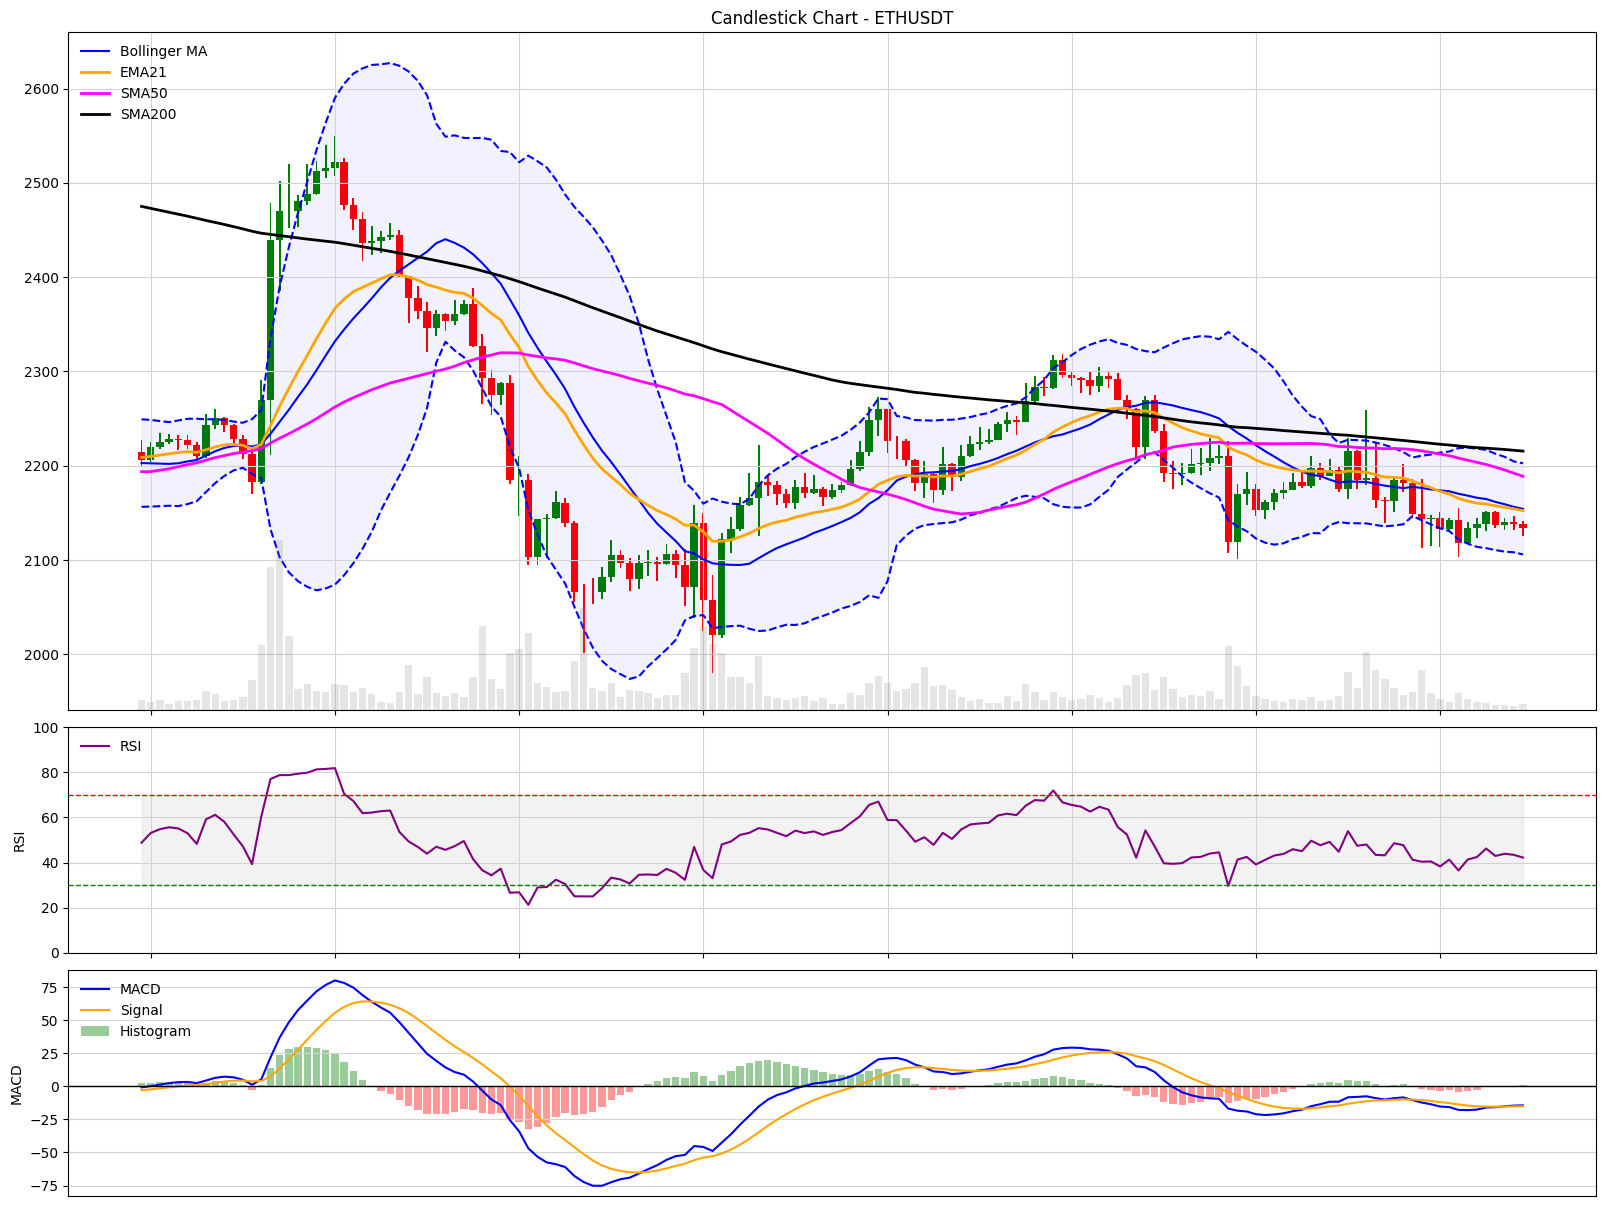 Candlestick Chart - ETHUSDT
Bollinger MA
EMA21
SMA50
SMA200
2600
2500
2400
2300
2200
2100
2000
RSI
RSI
100
80
60
40
20
0
MACD
MACD
Signal
Histogram
75
50
25
0
−25
−50
−75